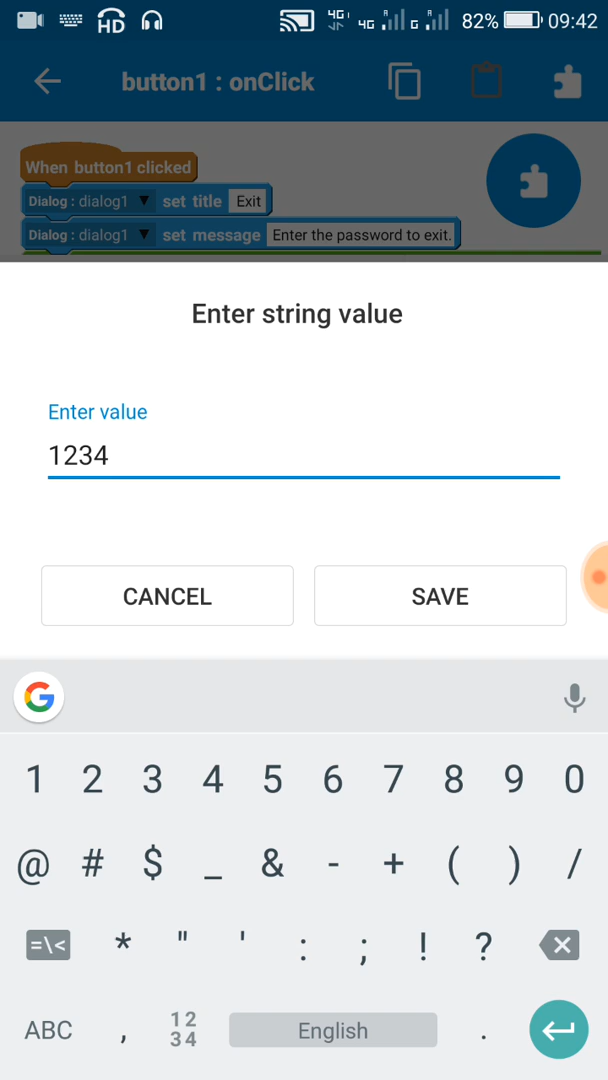 HD 4G 4G R G R 82% 09:42
button1 : onClick
When button1 clicked
Dialog : dialog1 set title Exit
Dialog : dialog1 set message Enter the password to exit.
Enter string value
Enter value
1234
CANCEL SAVE
G
1 2 3 4 5 6 7 8 9 0
@ # $ _ & - + ( ) /
=\< * " ' : ; ! ?
ABC , 12 34 English .